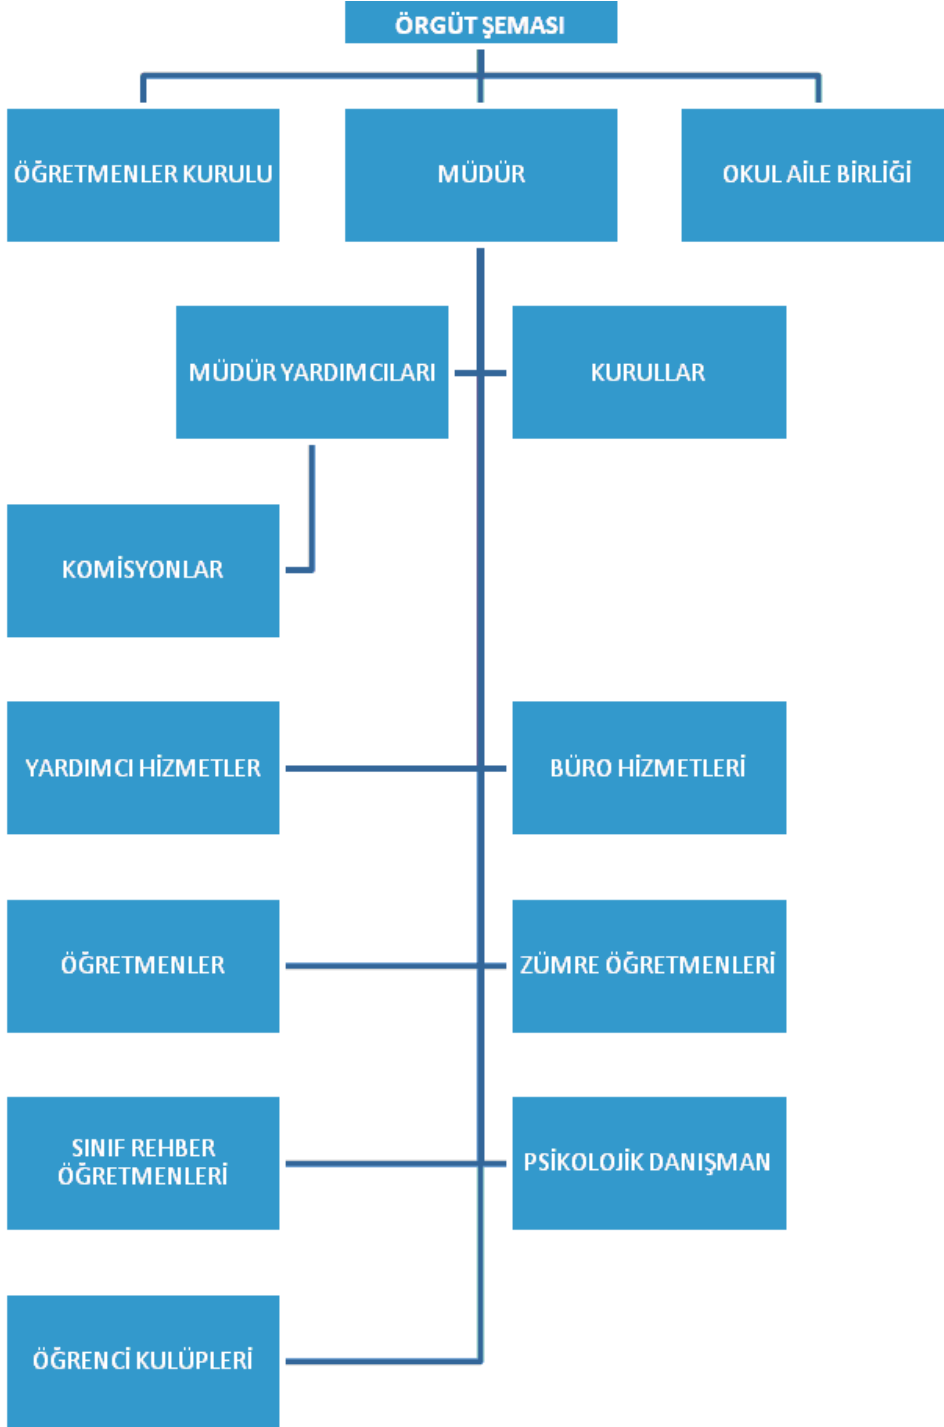 ÖRGÜT ŞEMASI
ÖĞRETMENLER KURULU
MÜDÜR
OKUL AİLE BİRLİĞİ
MÜDÜR YARDIMCILARI
KURULLAR
KOMİSYONLAR
YARDIMCI HİZMETLER
BÜRO HİZMETLERİ
ÖĞRETMENLER
ZÜMRE ÖĞRETMENLERİ
SINIF REHBER
ÖĞRETMENLERİ
PSİKOLOJİK DANIŞMAN
ÖĞRENCİ KULÜPLERİ